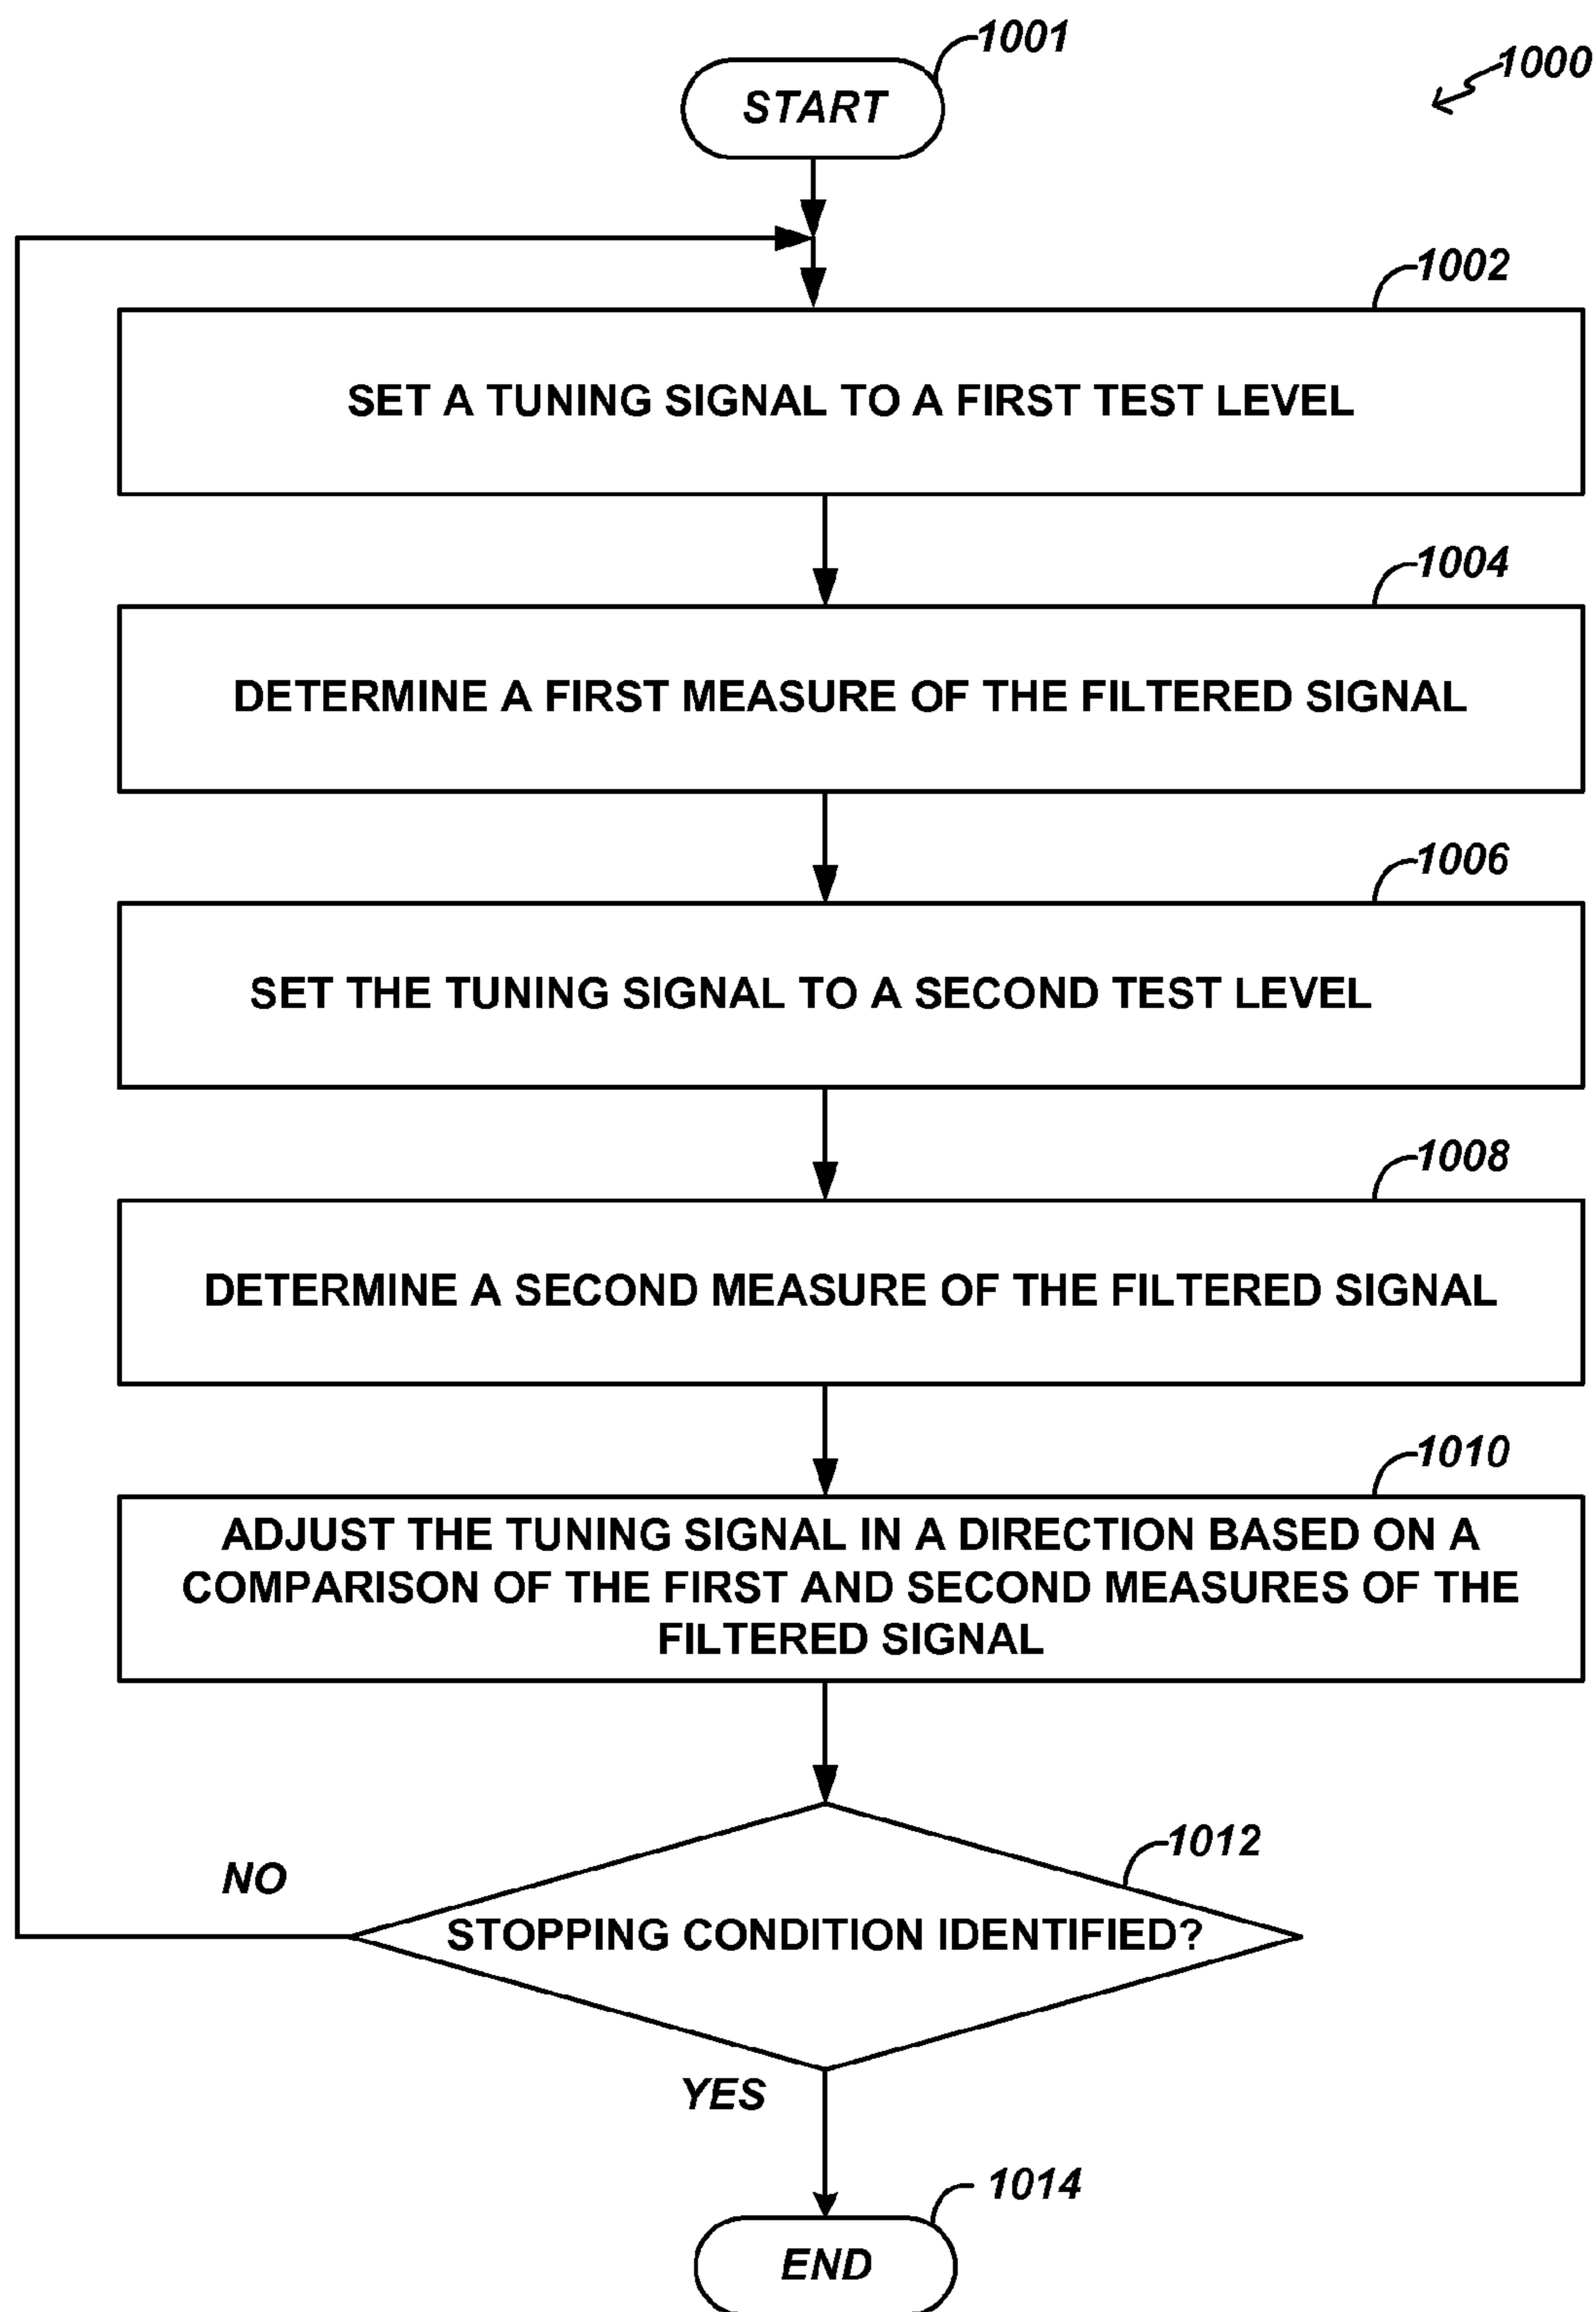 1001
1000
START
1002
SET A TUNING SIGNAL TO A FIRST TEST LEVEL
1004
DETERMINE A FIRST MEASURE OF THE FILTERED SIGNAL
1006
SET THE TUNING SIGNAL TO A SECOND TEST LEVEL
1008
DETERMINE A SECOND MEASURE OF THE FILTERED SIGNAL
1010
ADJUST THE TUNING SIGNAL IN A DIRECTION BASED ON A
COMPARISON OF THE FIRST AND SECOND MEASURES OF THE
FILTERED SIGNAL
1012
NO
STOPPING CONDITION IDENTIFIED?
YES
1014
END